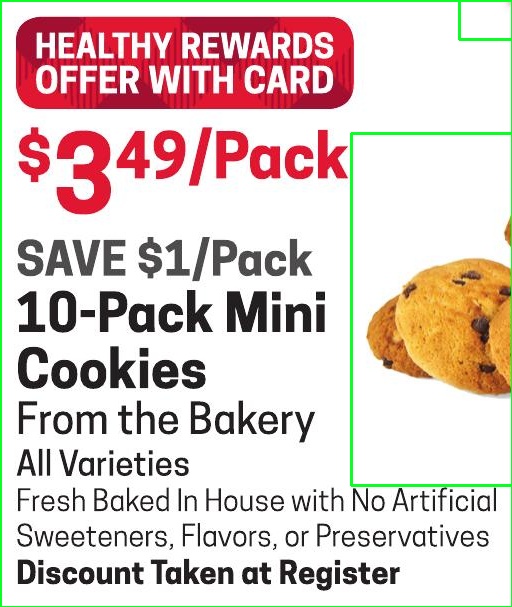 HEALTHY REWARDS
OFFER WITH CARD
$3.49/Pack
SAVE $1/Pack
10-Pack Mini
Cookies
From the Bakery
All Varieties
Fresh Baked In House with No Artificial
Sweeteners, Flavors, or Preservatives
Discount Taken at Register